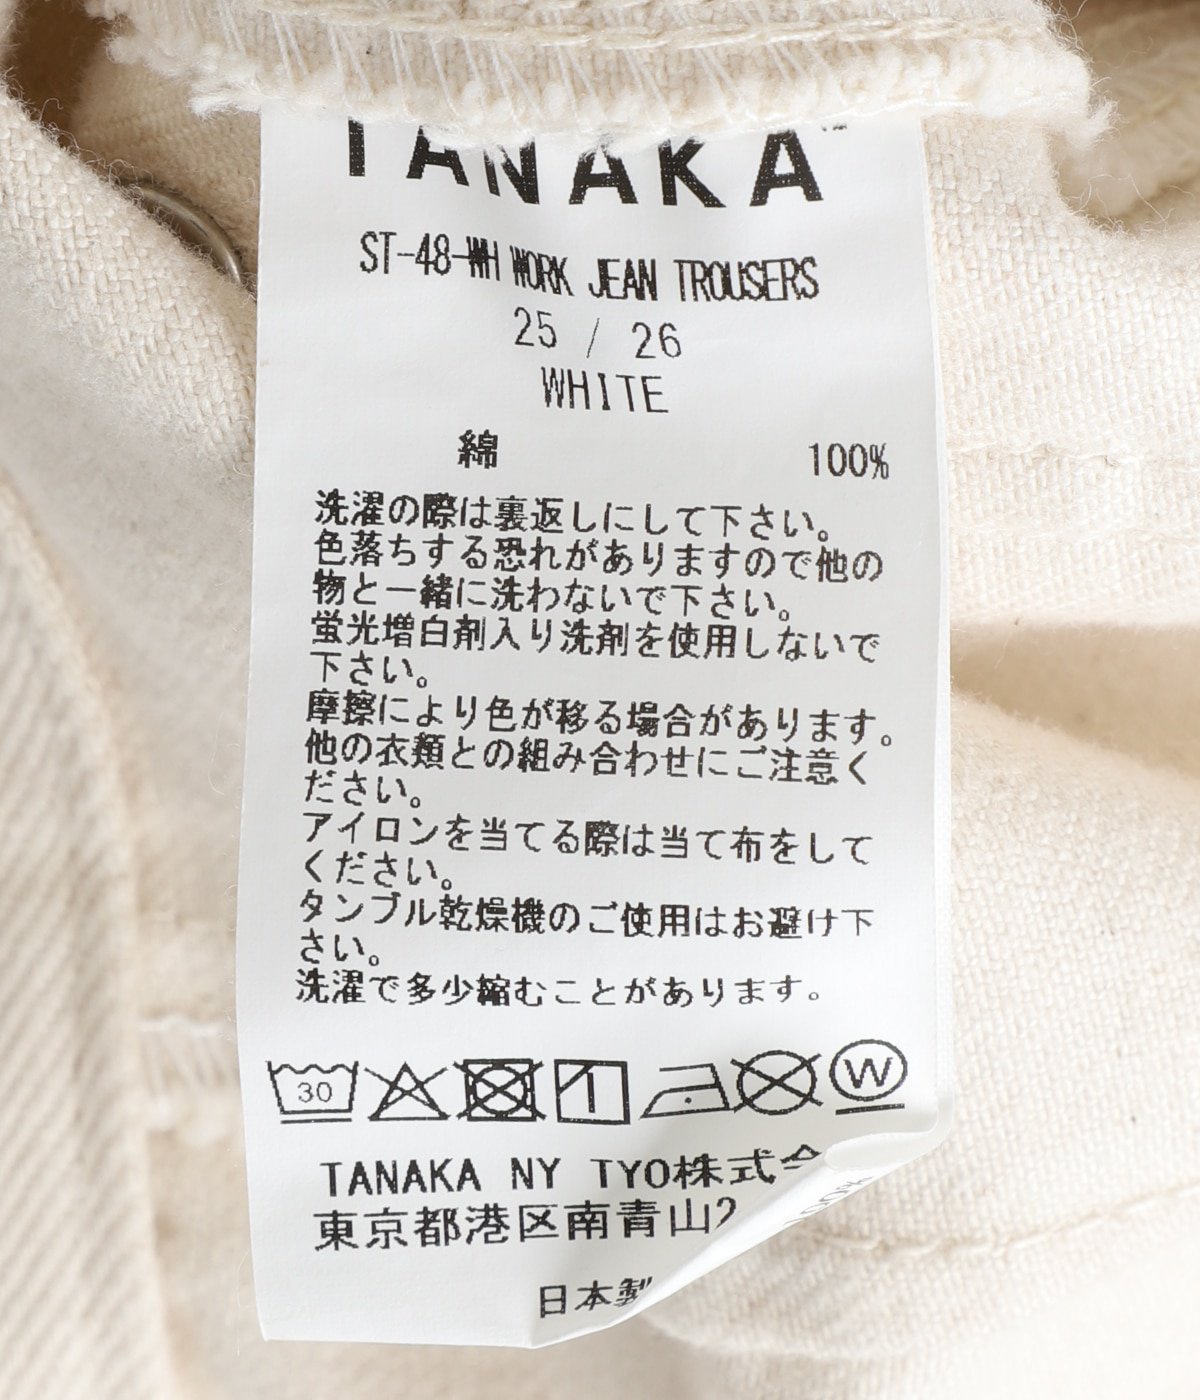 TANAKA
ST-48-WH WORK JEAN TROUSERS
25 / 26
WHITE
綿 100%
洗濯の際は裏返しにして下さい。
色落ちする恐れがありますので他の
物と一緒に洗わないで下さい。
蛍光増白剤入り洗剤を使用しないで
下さい。
摩擦により色が移る場合があります。
他の衣類との組み合わせにご注意く
ださい。
アイロンを当てる際は当て布をして
ください。
タンブル乾燥機のご使用はお避け下
さい。
洗濯で多少縮むことがあります。
30 W
TANAKA NY TYO株式会
東京都港区南青山2
日本製